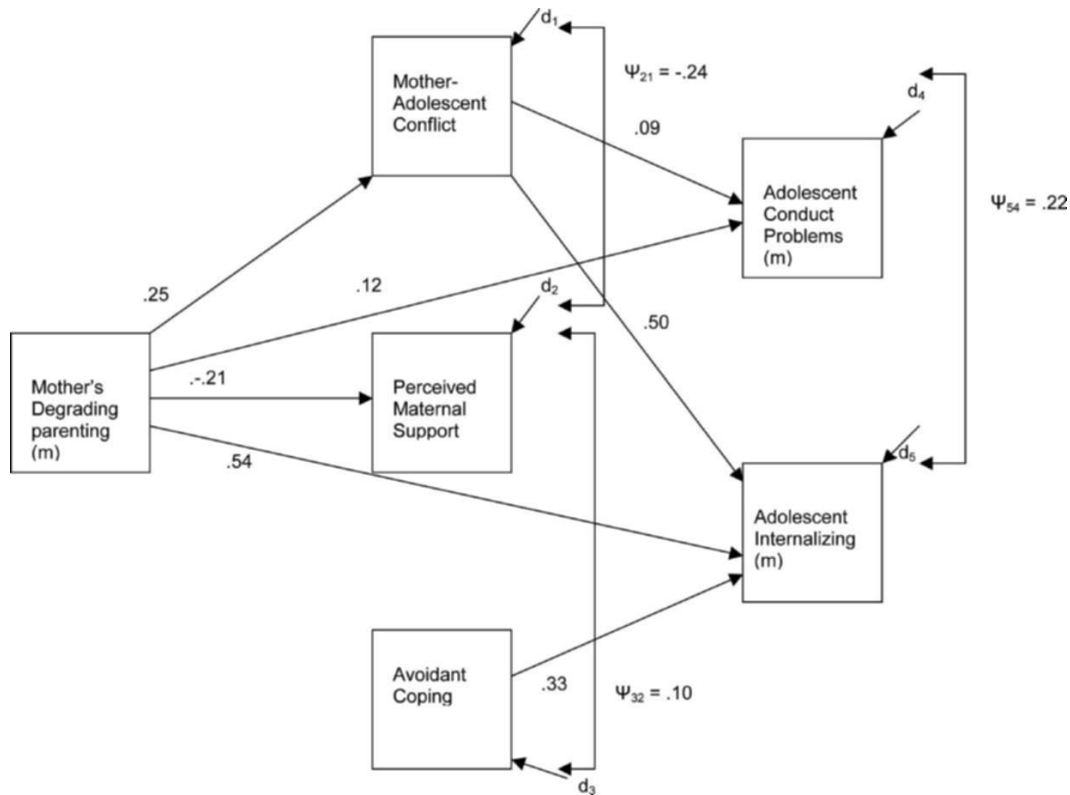 d₁
Mother-
Adolescent
Conflict
Ψ₂₁ = -.24
d₄
.09
Adolescent
Conduct
Problems
(m)
Ψ₅₄ = .22
.25
.12
d₂
.50
Mother's
Degrading
parenting
(m)
.-.21
Perceived
Maternal
Support
.54
d₅
Adolescent
Internalizing
(m)
Avoidant
Coping
.33
Ψ₃₂ = .10
d₃